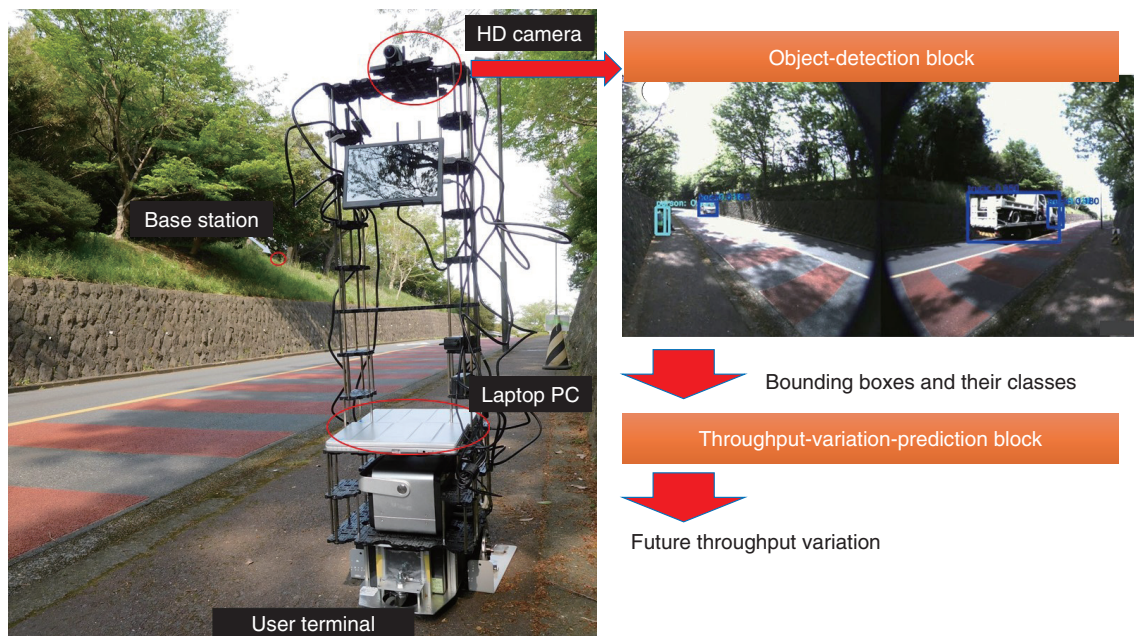 HD camera
Object-detection block
Base station
Laptop PC
Bounding boxes and their classes
Throughput-variation-prediction block
Future throughput variation
User terminal
person: